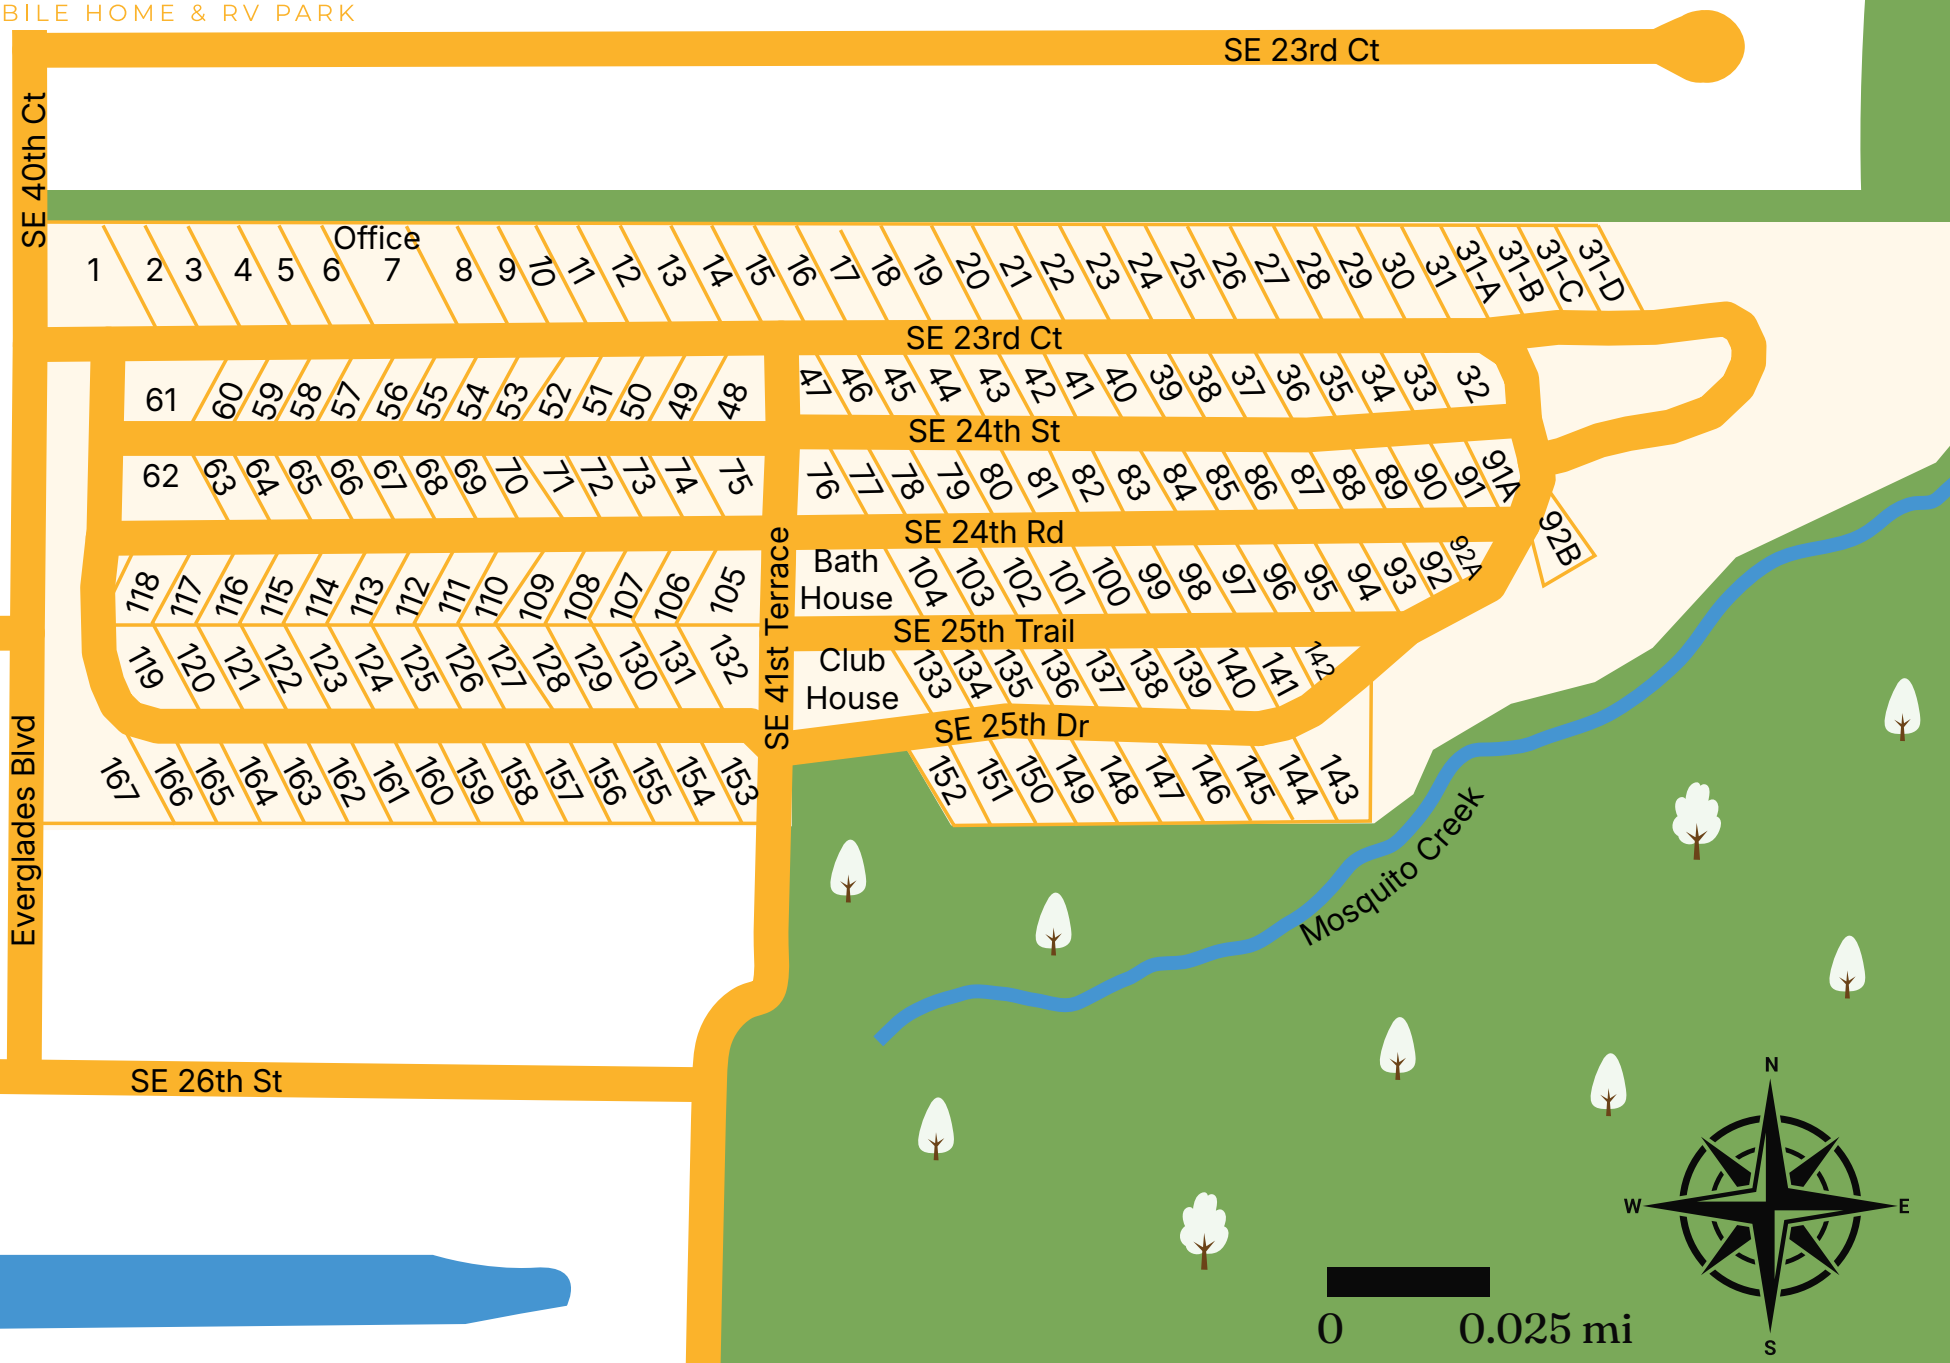 BILE HOME & RV PARK
SE 23rd Ct
SE 40th Ct
Office
1 2 3 4 5 6 7 8 9 10 11 12 13 14 15 16 17 18 19 20 21 22 23 24 25 26 27 28 29 30 31 31-A 31-B 31-C 31-D
SE 23rd Ct
61 60 59 58 57 56 55 54 53 52 51 50 49 48 47 46 45 44 43 42 41 40 39 38 37 36 35 34 33 32
SE 24th St
62 63 64 65 66 67 68 69 70 71 72 73 74 75 76 77 78 79 80 81 82 83 84 85 86 87 88 89 90 91 91A
SE 24th Rd
92B
118 117 116 115 114 113 112 111 110 109 108 107 106 105
Bath
House
104 103 102 101 100 99 98 97 96 95 94 93 92 92A
SE 41st Terrace
SE 25th Trail
119 120 121 122 123 124 125 126 127 128 129 130 131 132
Club
House
133 134 135 136 137 138 139 140 141 142
SE 25th Dr
167 166 165 164 163 162 161 160 159 158 157 156 155 154 153
152 151 150 149 148 147 146 145 144 143
Everglades Blvd
Mosquito Creek
SE 26th St
N
W
E
S
0 0.025 mi